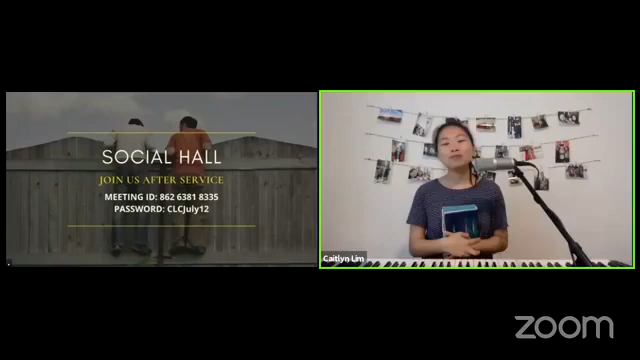 SOCIAL HALL
JOIN US AFTER SERVICE
MEETING ID: 862 6381 8335
PASSWORD: CLCJuly12
Caitlyn Lim
zoom